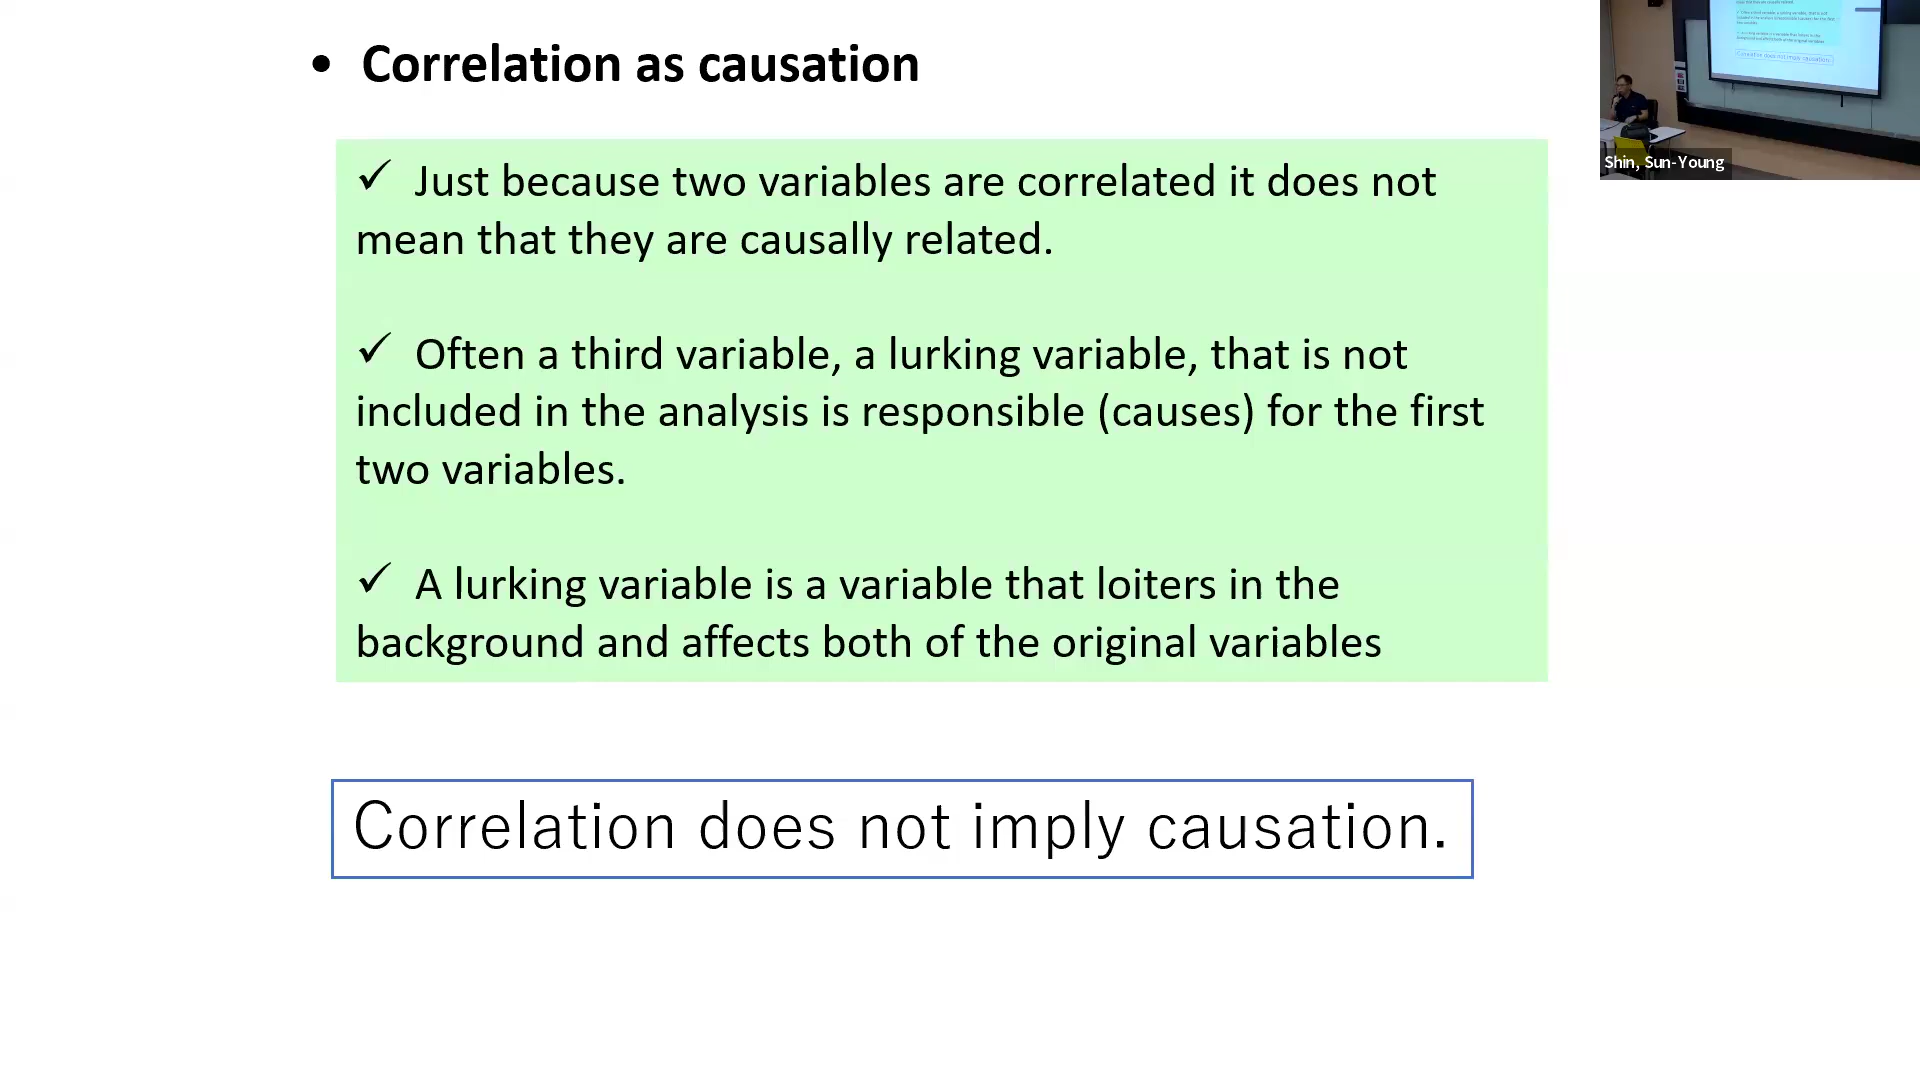 • Correlation as causation
✓ Just because two variables are correlated it does not
mean that they are causally related.
✓ Often a third variable, a lurking variable, that is not
included in the analysis is responsible (causes) for the first
two variables.
✓ A lurking variable is a variable that loiters in the
background and affects both of the original variables
Correlation does not imply causation.
Shin, Sun-Young